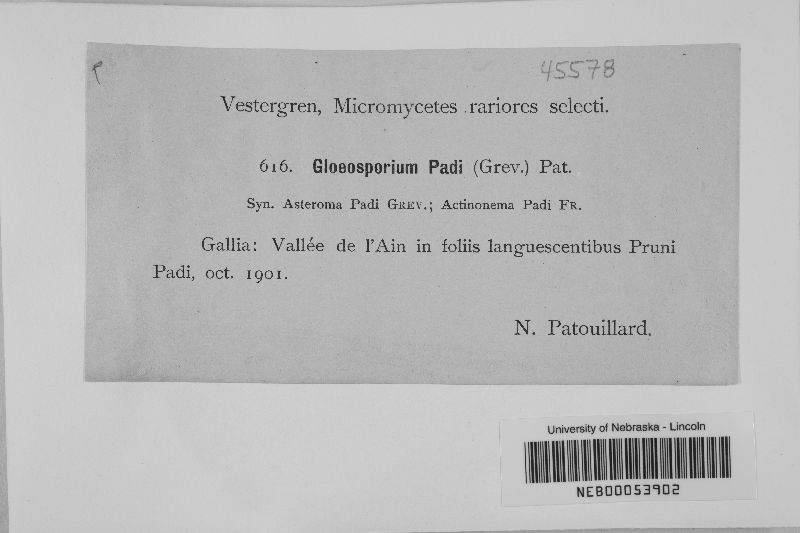 45578
Vestergren, Micromycetes rariores selecti.
616. Gloeosporium Padi (Grev.) Pat.
Syn. Asteroma Padi GREV.; Actinonema Padi FR.
Gallia: Vallée de l'Ain in foliis languescentibus Pruni
Padi, oct. 1901.
N. Patouillard.
University of Nebraska - Lincoln
NEB00053902